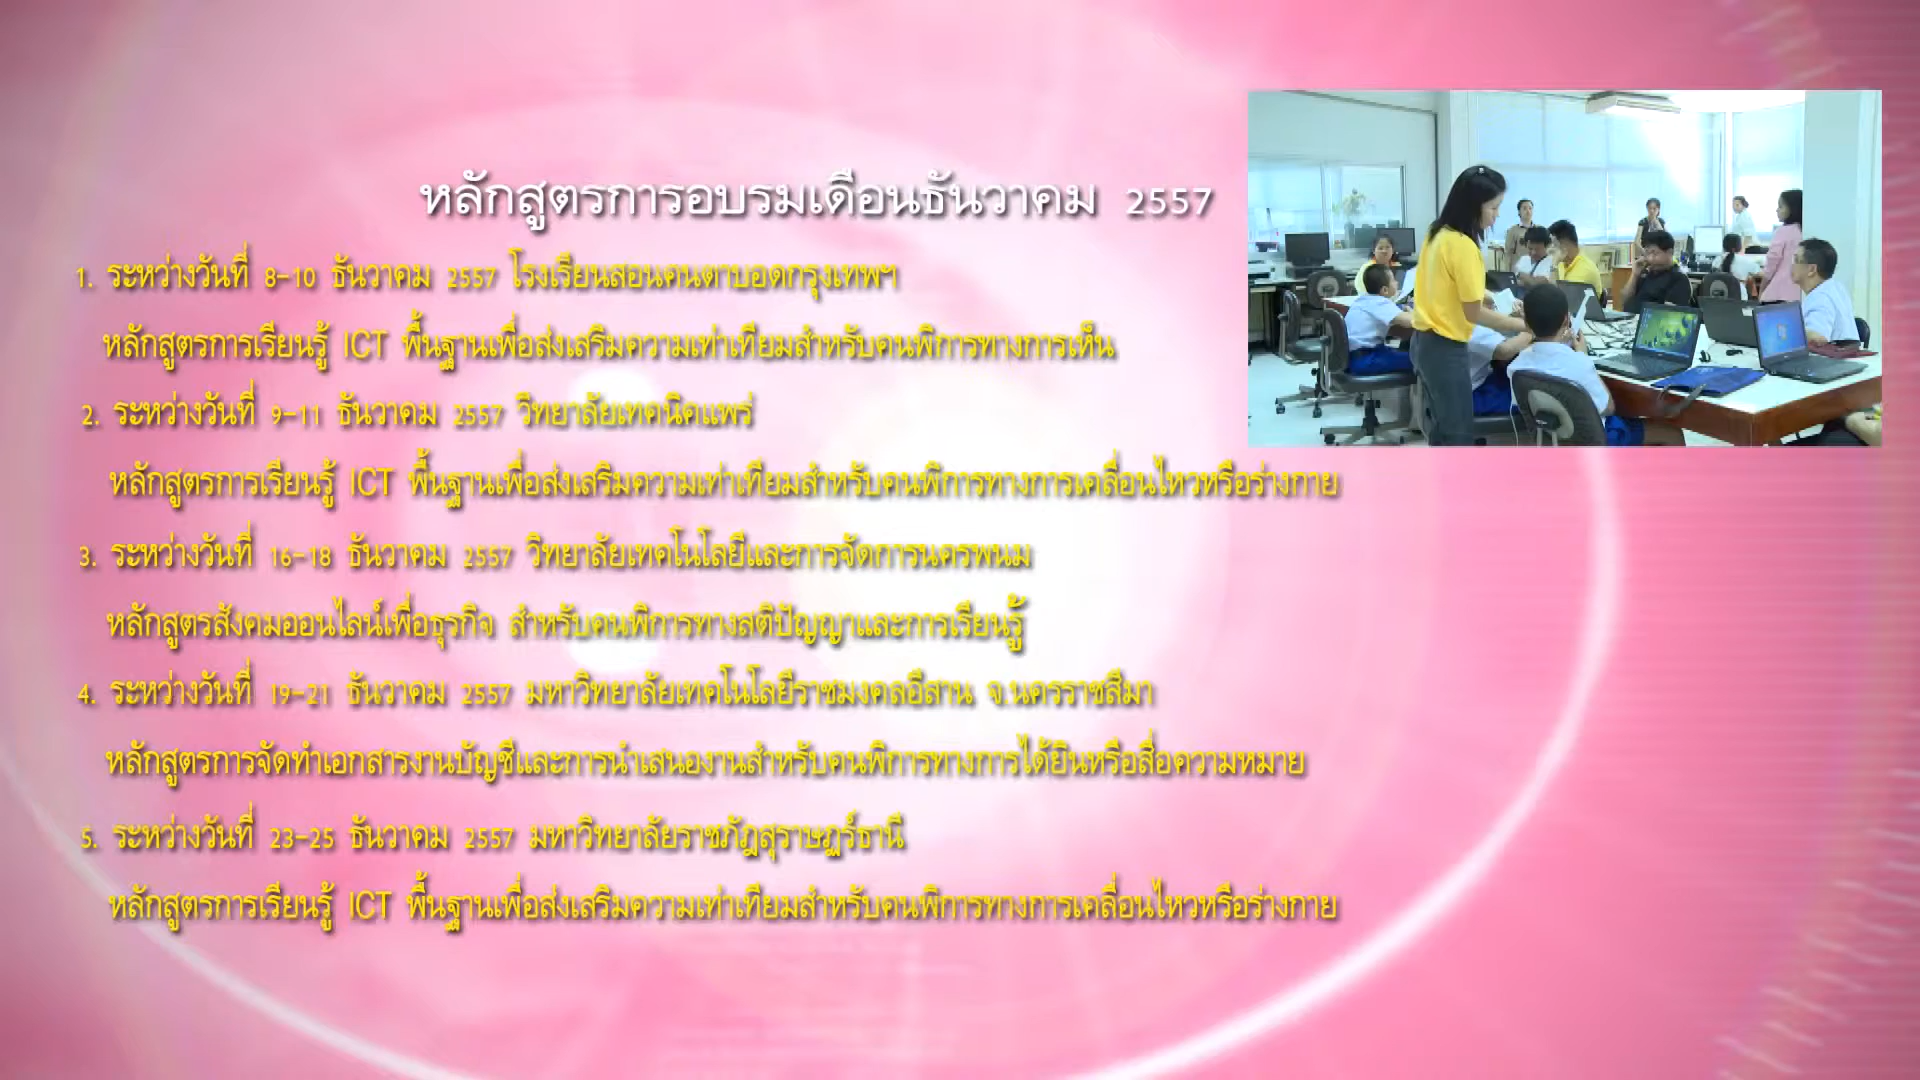 หลักสูตรการอบรมเดือนธันวาคม 2557
1. ระหว่างวันที่ 8-10 ธันวาคม 2557 โรงเรียนสอนคนตาบอดกรุงเทพฯ
หลักสูตรการเรียนรู้ ICT พื้นฐานเพื่อส่งเสริมความเท่าเทียมสำหรับคนพิการทางการเห็น
2. ระหว่างวันที่ 9-11 ธันวาคม 2557 วิทยาลัยเทคนิคแพร่
หลักสูตรการเรียนรู้ ICT พื้นฐานเพื่อส่งเสริมความเท่าเทียมสำหรับคนพิการทางการเคลื่อนไหวหรือร่างกาย
3. ระหว่างวันที่ 16-18 ธันวาคม 2557 วิทยาลัยเทคโนโลยีและการจัดการนครพนม
หลักสูตรสังคมออนไลน์เพื่อธุรกิจ สำหรับคนพิการทางสติปัญญาและการเรียนรู้
4. ระหว่างวันที่ 19-21 ธันวาคม 2557 มหาวิทยาลัยเทคโนโลยีราชมงคลอีสาน จ.นครราชสีมา
หลักสูตรการจัดทำเอกสารงานบัญชีและการนำเสนองานสำหรับคนพิการทางการได้ยินหรือสื่อความหมาย
5. ระหว่างวันที่ 23-25 ธันวาคม 2557 มหาวิทยาลัยราชภัฎสุราษฎร์ธานี
หลักสูตรการเรียนรู้ ICT พื้นฐานเพื่อส่งเสริมความเท่าเทียมสำหรับคนพิการทางการเคลื่อนไหวหรือร่างกาย